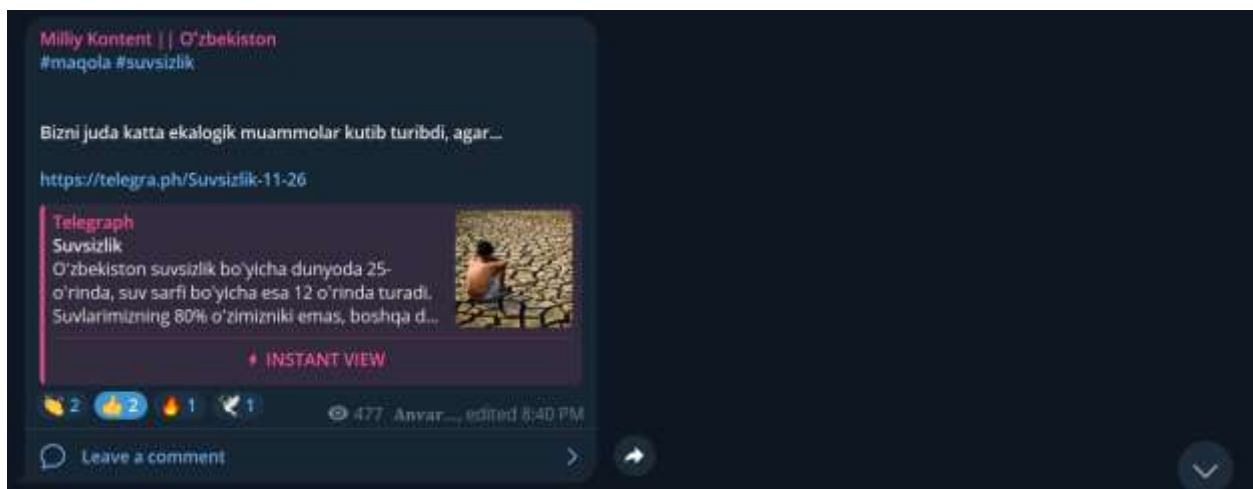 Milliy Kontent || O'zbekiston
#maqola #suvsizlik
Bizni juda katta ekalogik muammolar kutib turibdi, agar...
https://telegra.ph/Suvsizlik-11-26
Telegraph
Suvsizlik
O'zbekiston suvsizlik bo'yicha dunyoda 25-
o'rinda, suv sarfi bo'yicha esa 12 o'rinda turadi.
Suvlarimizning 80% o'zimizniki emas, boshqa d...
INSTANT VIEW
2 2 1 1 477 Anvar..., edited 8:40 PM
Leave a comment